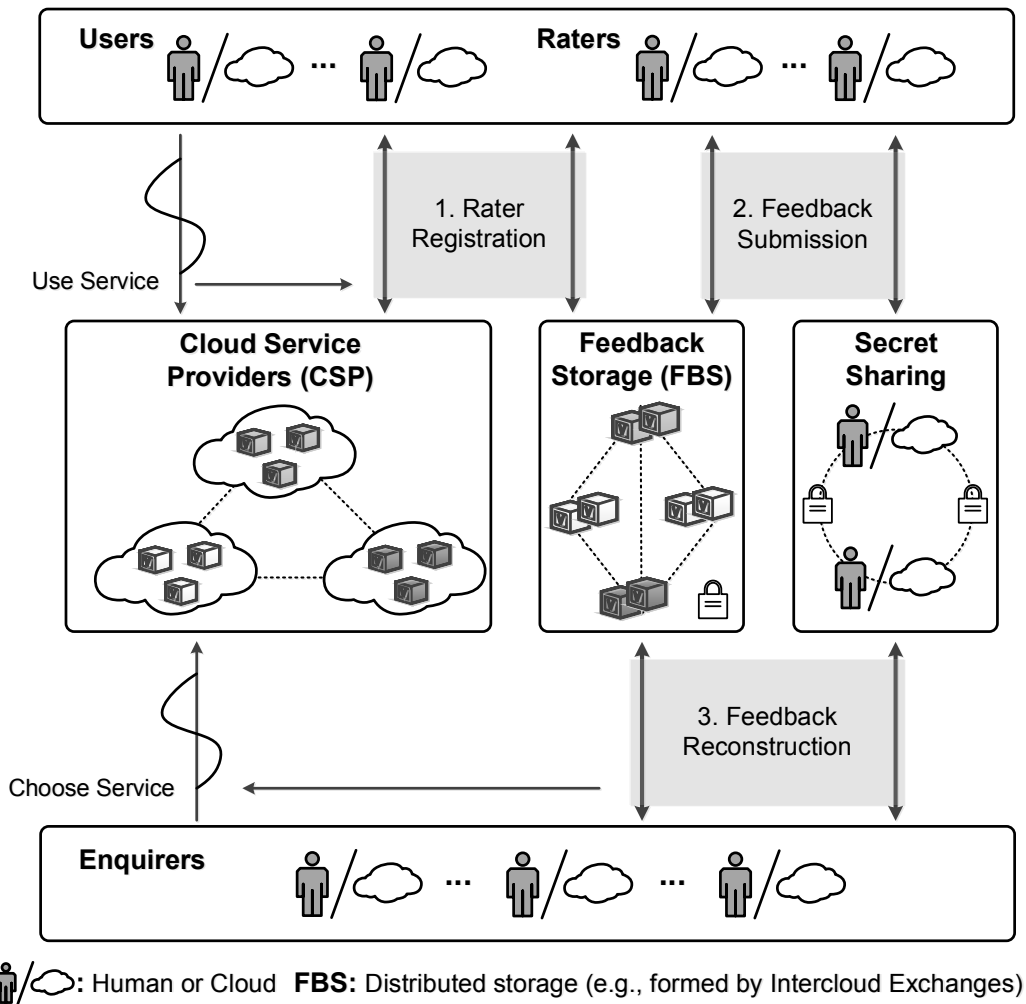 Users
Raters
...
...
1. Rater
Registration
2. Feedback
Submission
Use Service
Cloud Service
Providers (CSP)
Feedback
Storage (FBS)
Secret
Sharing
3. Feedback
Reconstruction
Choose Service
Enquirers
...
...
: Human or Cloud FBS: Distributed storage (e.g., formed by Intercloud Exchanges)